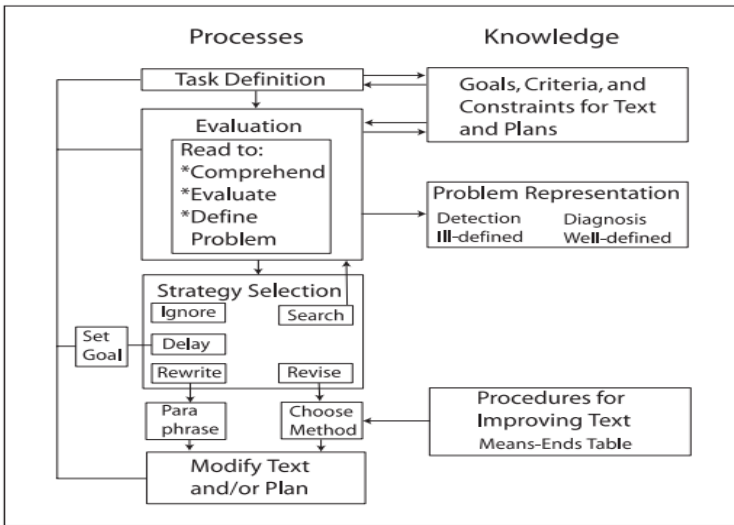 Processes
Knowledge
Task Definition
Goals, Criteria, and
Constraints for Text
and Plans
Evaluation
Read to:
*Comprehend
*Evaluate
*Define
Problem
Problem Representation
Detection Diagnosis
Ill-defined Well-defined
Strategy Selection
Ignore
Search
Set
Goal
Delay
Rewrite
Revise
Para
phrase
Choose
Method
Procedures for
Improving Text
Means-Ends Table
Modify Text
and/or Plan